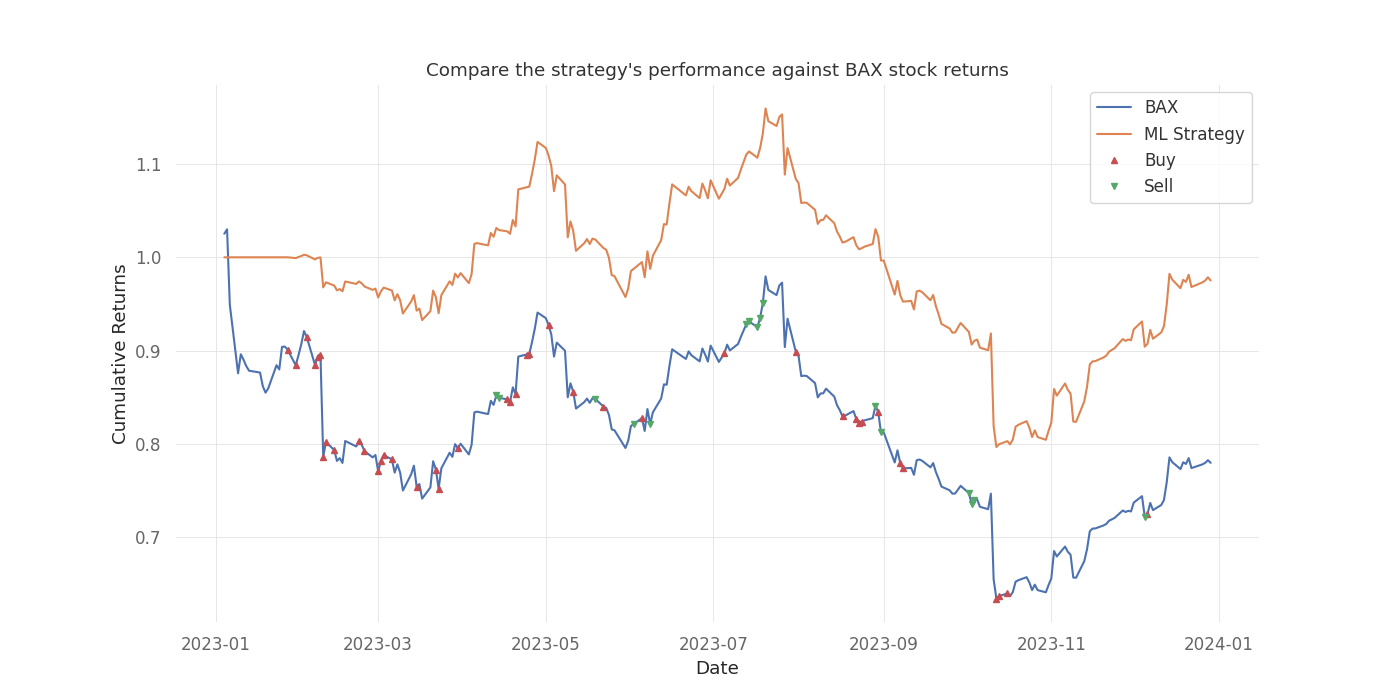 Compare the strategy's performance against BAX stock returns
BAX
ML Strategy
Buy
Sell
Cumulative Returns
1.1
1.0
0.9
0.8
0.7
2023-01
2023-03
2023-05
2023-07
2023-09
2023-11
2024-01
Date